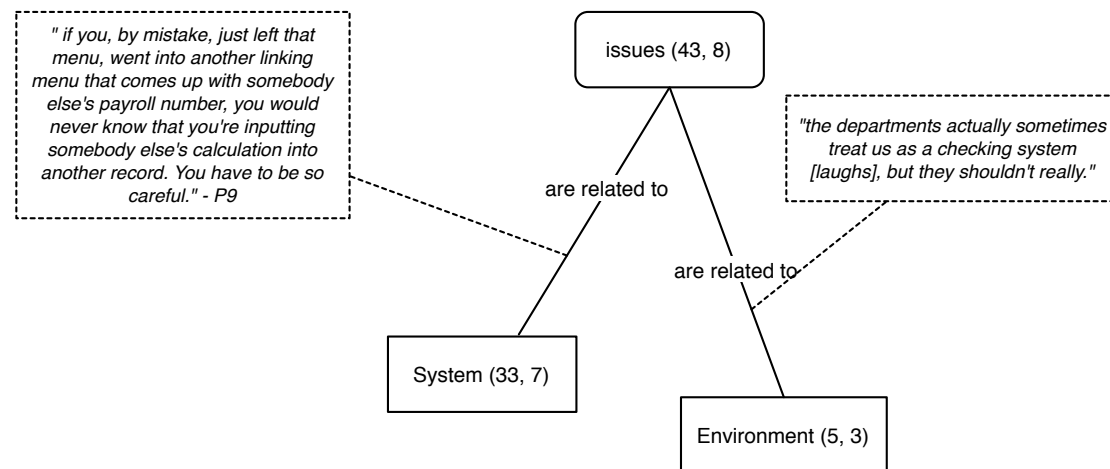 " if you, by mistake, just left that
menu, went into another linking
menu that comes up with somebody
else's payroll number, you would
never know that you're inputting
somebody else's calculation into
another record. You have to be so
careful." - P9
issues (43, 8)
"the departments actually sometimes
treat us as a checking system
[laughs], but they shouldn't really."
are related to
are related to
System (33, 7)
Environment (5, 3)